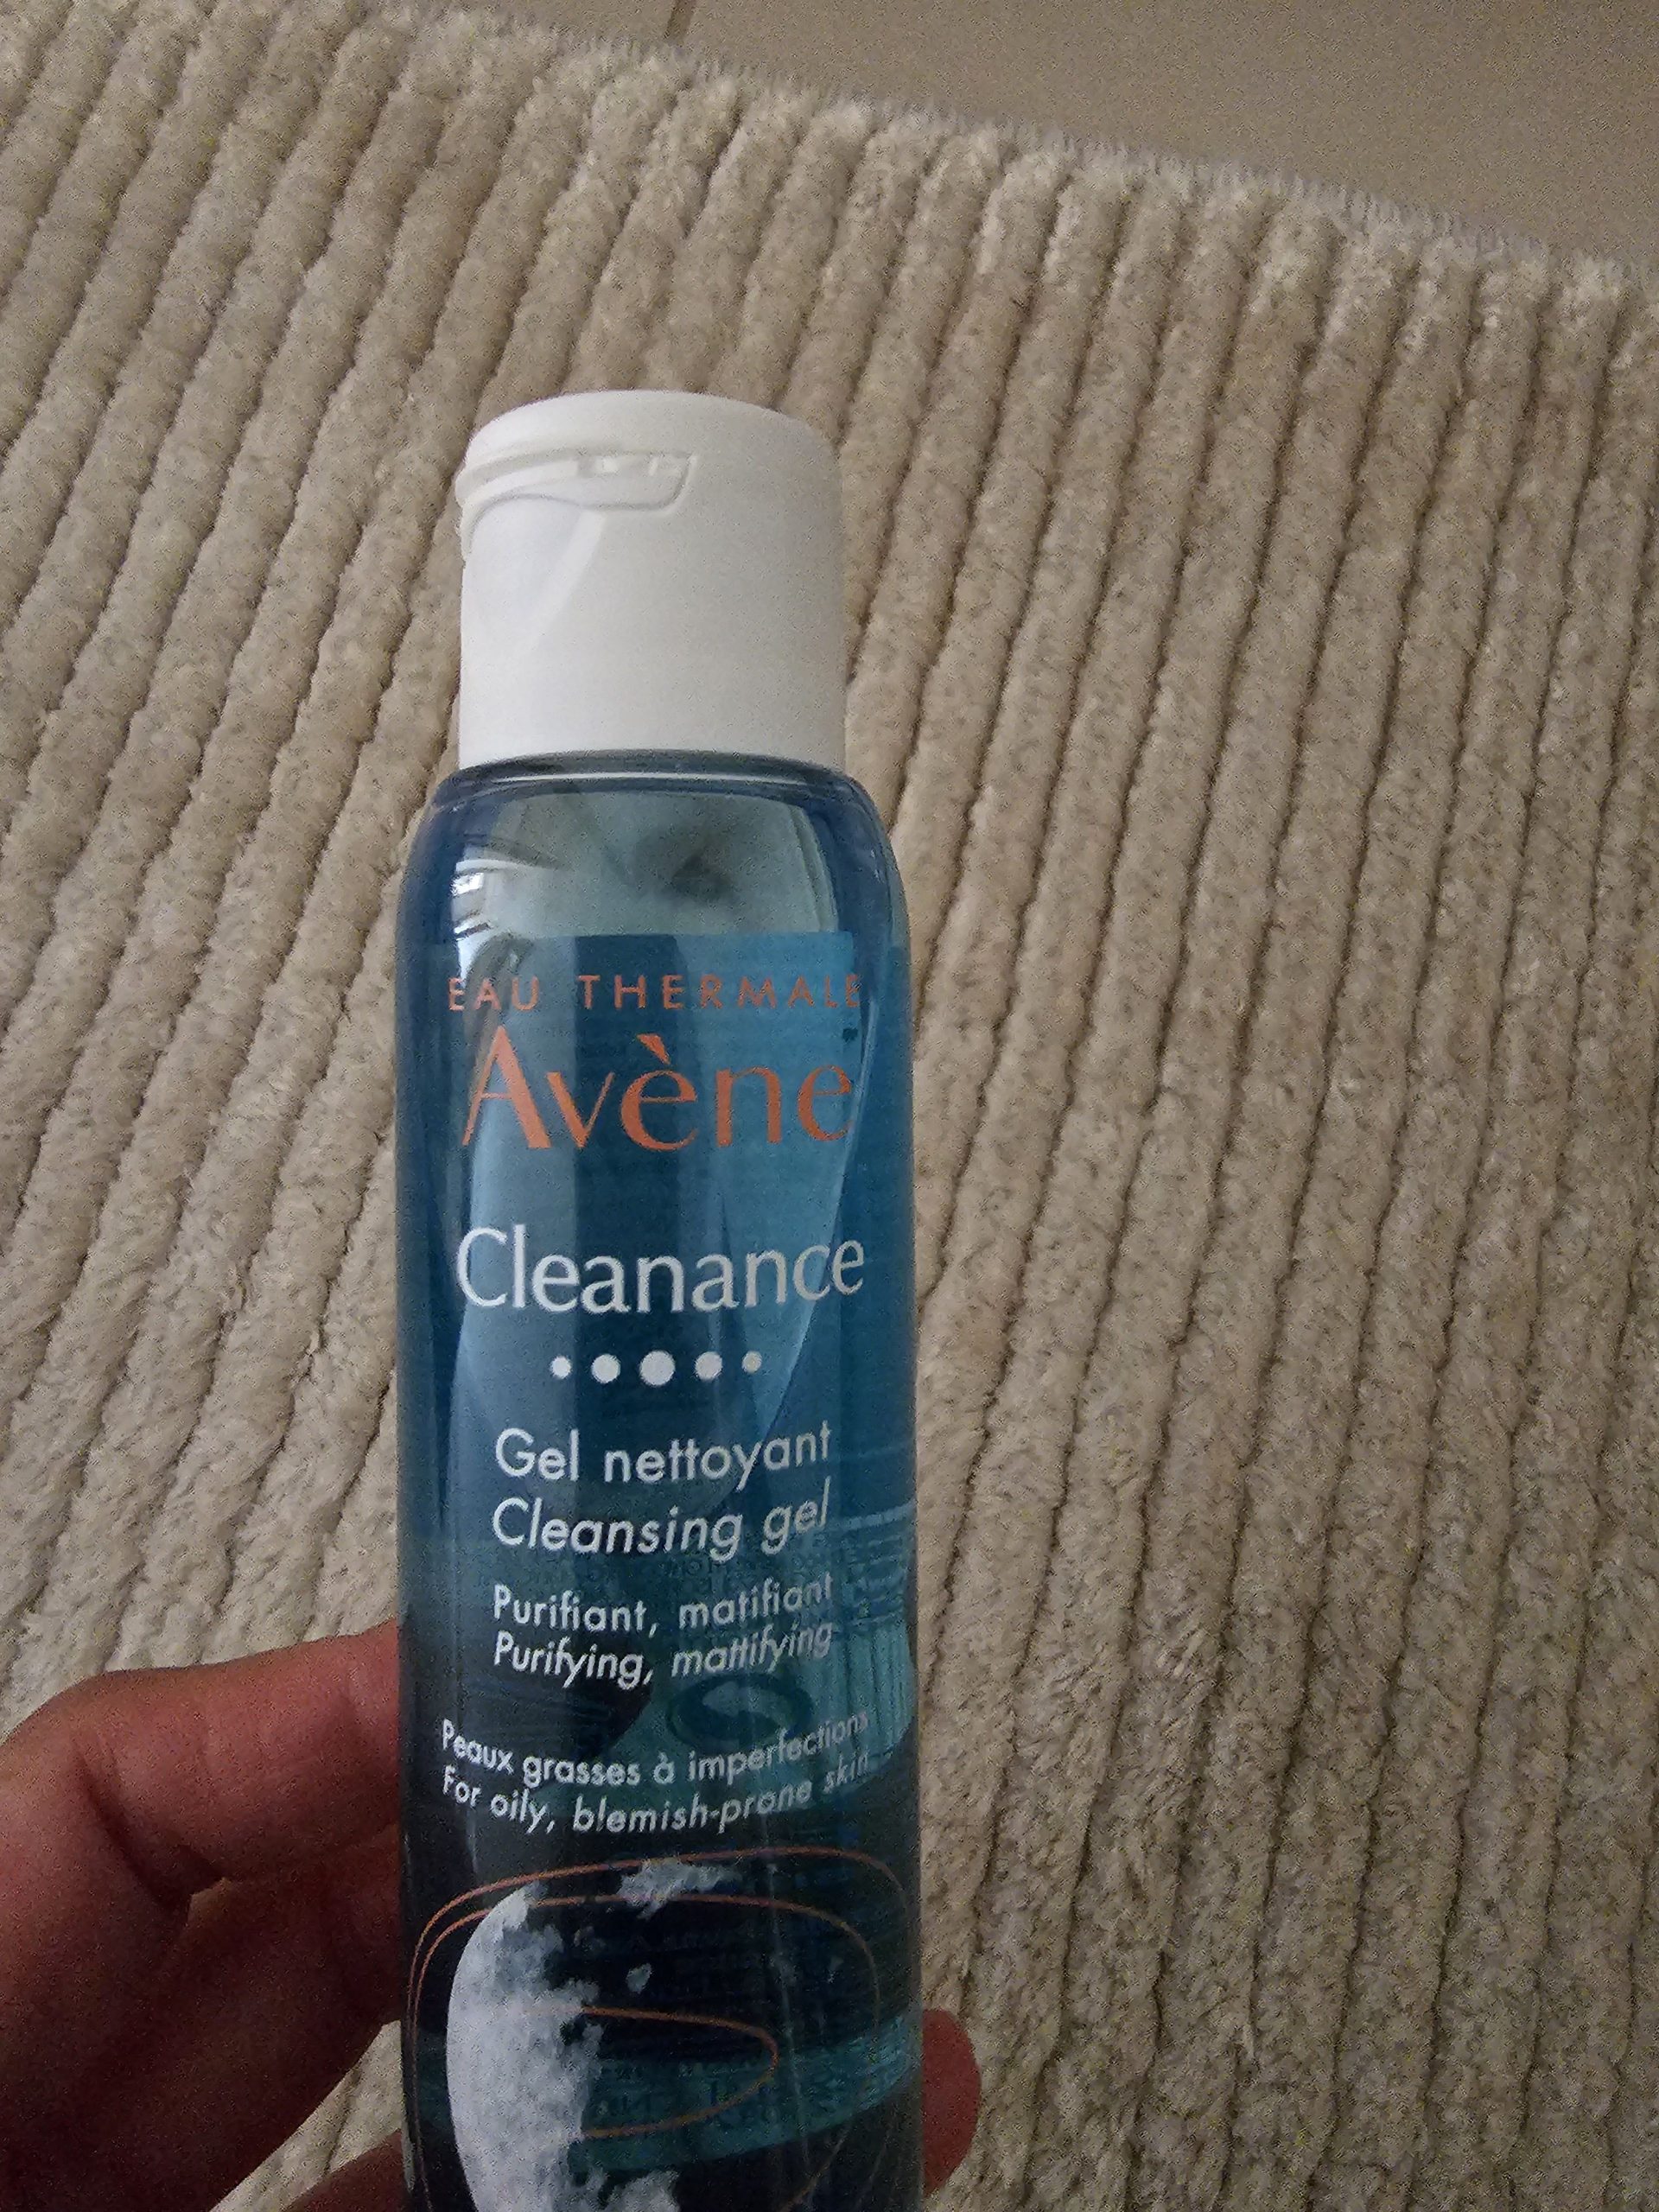 EAU THERMALE
Avène
Cleanance
Gel nettoyant
Cleansing gel
Purifiant, matifiant
Purifying, mattifying
Peaux grasses à imperfections
For oily, blemish-prone skin